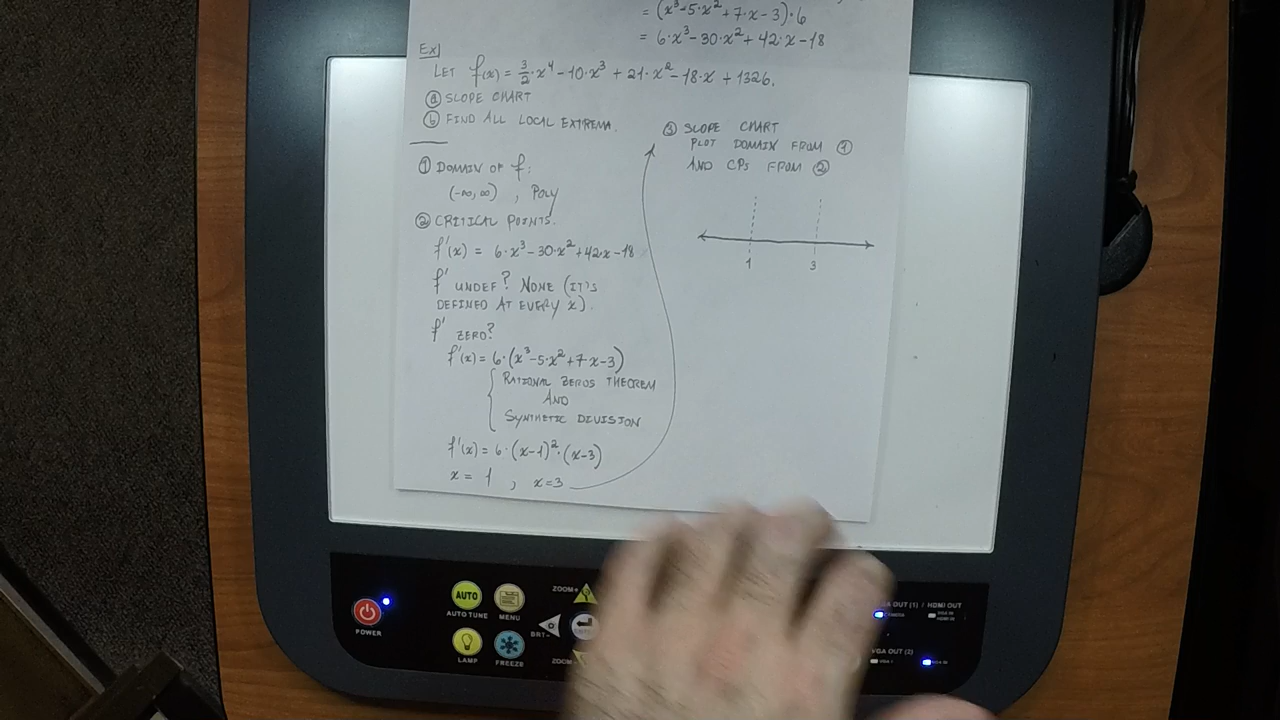 = (x³-5·x²+7·x-3)·6
= 6·x³-30·x²+42·x-18
Ex]
LET f(x) = 3/2·x⁴-10·x³+21·x²-18·x+1326.
ⓐ SLOPE CHART
ⓑ FIND ALL LOCAL EXTREMA.
① DOMAIN OF f:
(-∞,∞) , POLY
② CRITICAL POINTS.
f'(x) = 6·x³-30·x²+42·x-18
f' UNDEF? NONE (IT'S
DEFINED AT EVERY x).
f' ZERO?
f'(x) = 6·(x³-5·x²+7·x-3)
RATIONAL ZEROS THEOREM
AND
SYNTHETIC DIVISION
f'(x) = 6·(x-1)²·(x-3)
x = 1 , x=3
③ SLOPE CHART
PLOT DOMAIN FROM ①
AND CPs FROM ②
1 3
POWER
AUTO
AUTO TUNE
MENU
LAMP
FREEZE
ZOOM+
BRT-
ZOOM-
VGA OUT (1) / HDMI OUT
VGA OUT (2)